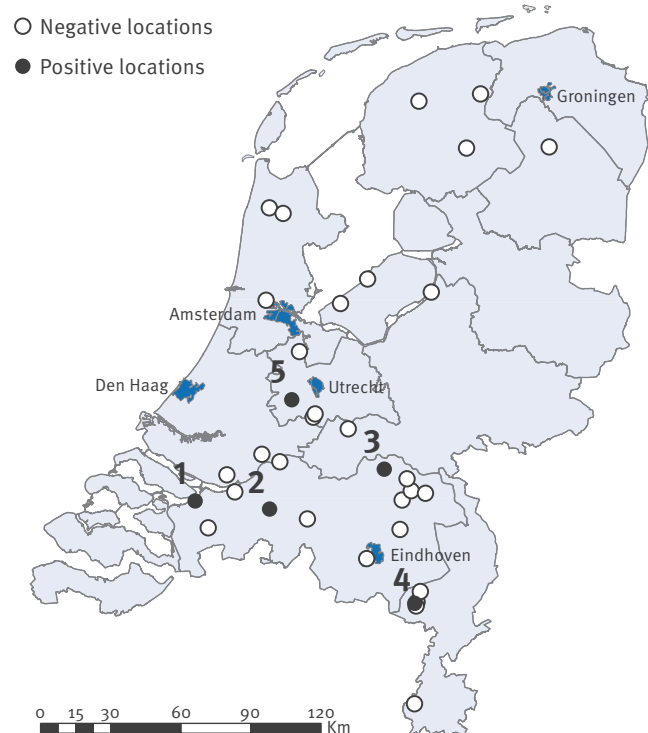 Negative locations
Positive locations
Groningen
Amsterdam
5
Den Haag
Utrecht
3
1
2
Eindhoven
4
0 15 30 60 90 120
Km